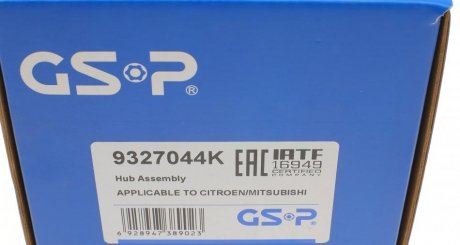 GSP®
9327044K
EAC
IATF
16949
CERTIFIED
COMPANY
Hub Assembly
APPLICABLE TO CITROEN/MITSUBISHI
6 928947 389023
GSP®